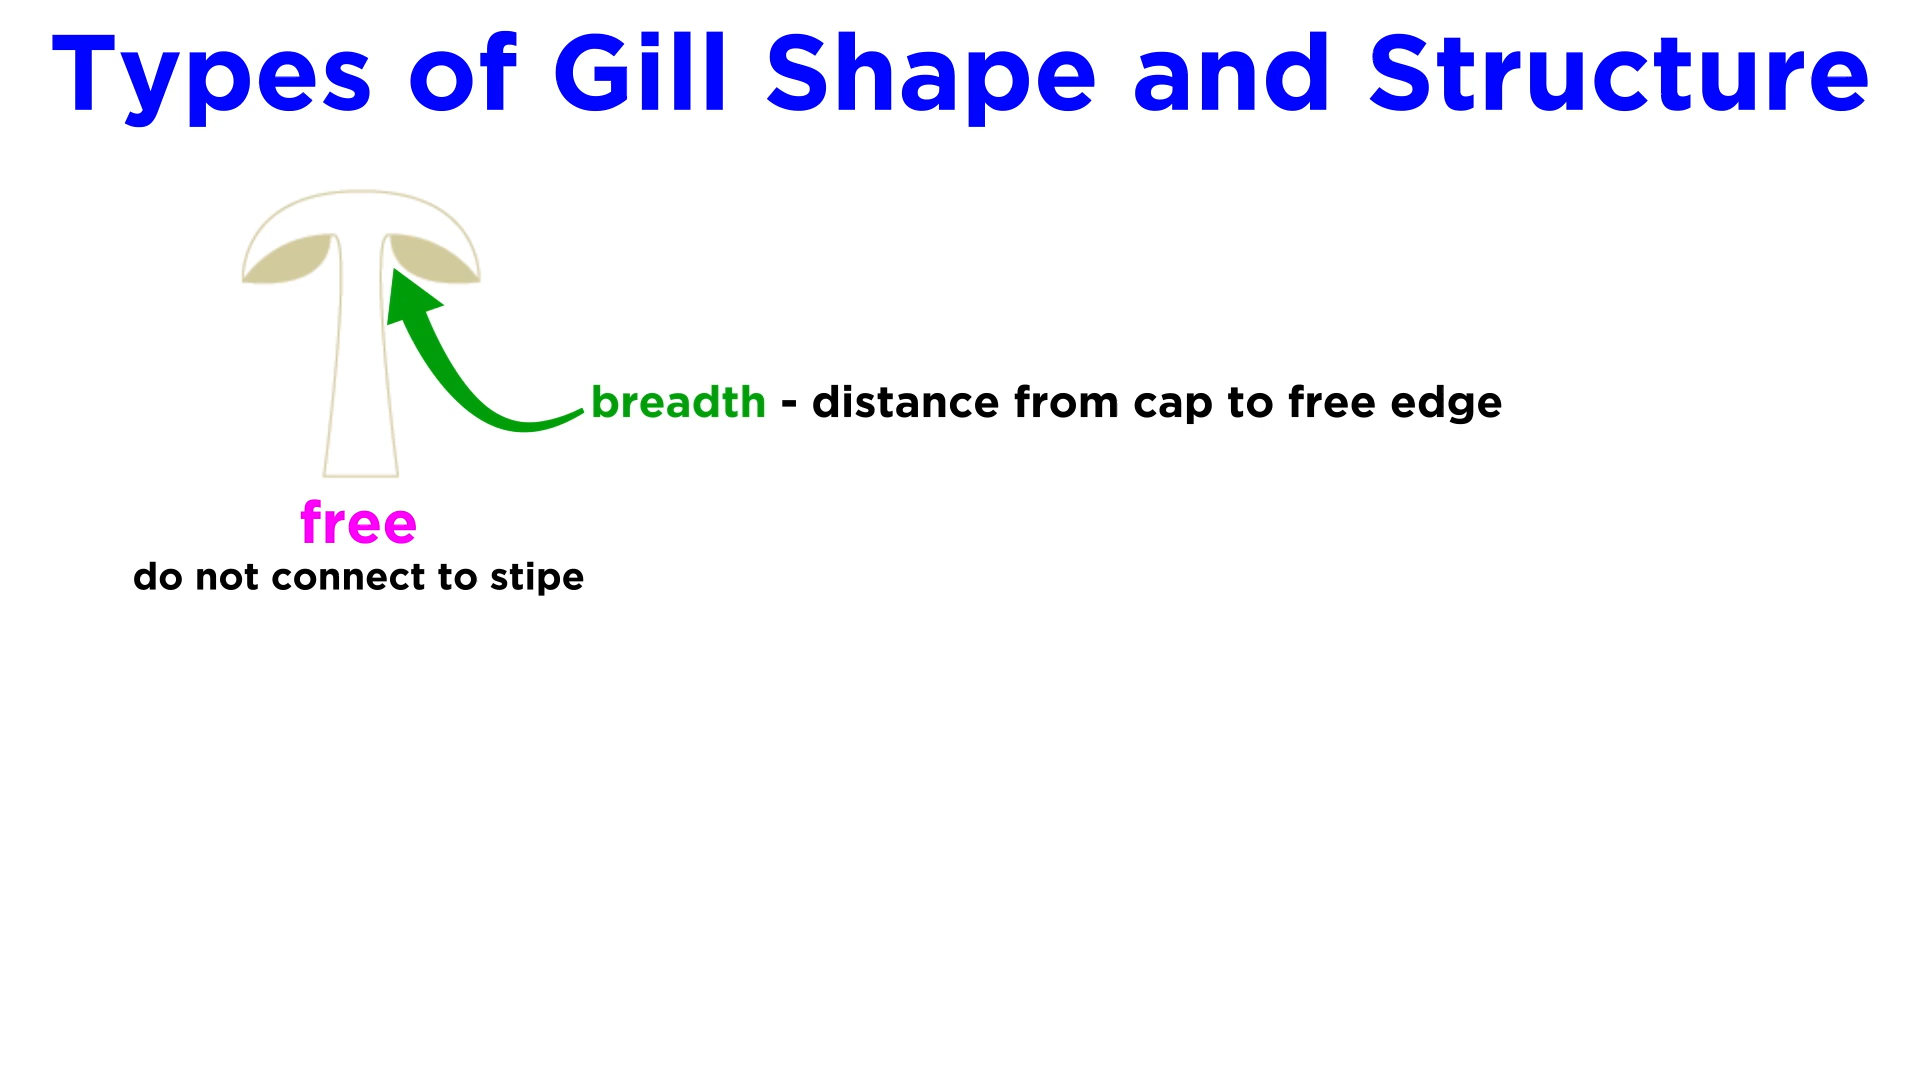 Types of Gill Shape and Structure
breadth - distance from cap to free edge
free
do not connect to stipe